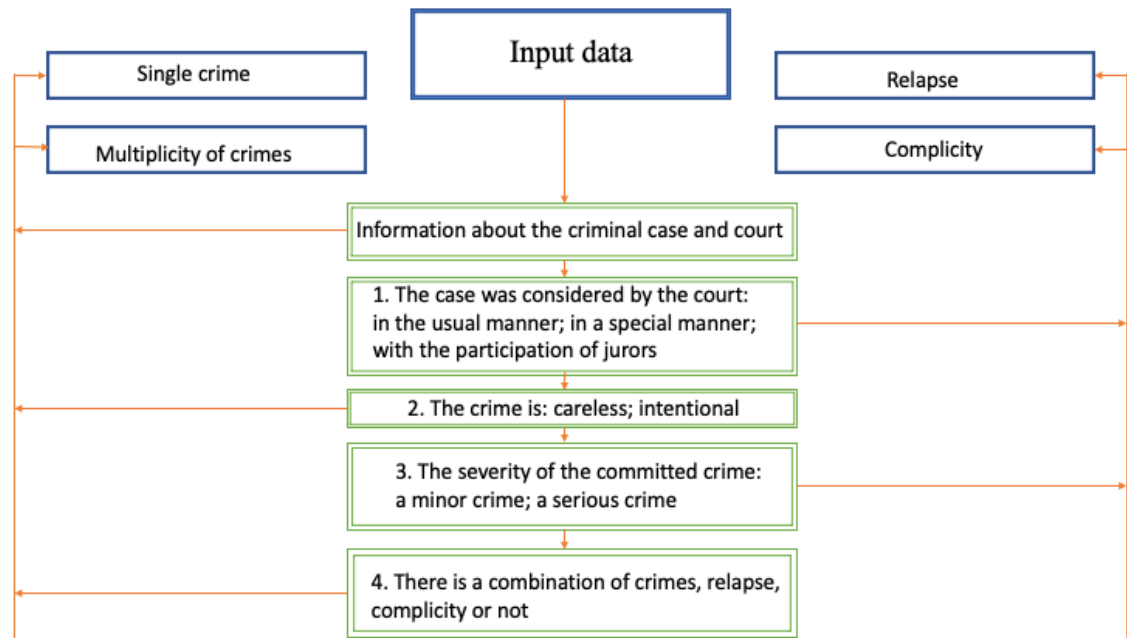 Input data
Single crime
Relapse
Multiplicity of crimes
Complicity
Information about the criminal case and court
1. The case was considered by the court:
in the usual manner; in a special manner;
with the participation of jurors
2. The crime is: careless; intentional
3. The severity of the committed crime:
a minor crime; a serious crime
4. There is a combination of crimes, relapse,
complicity or not